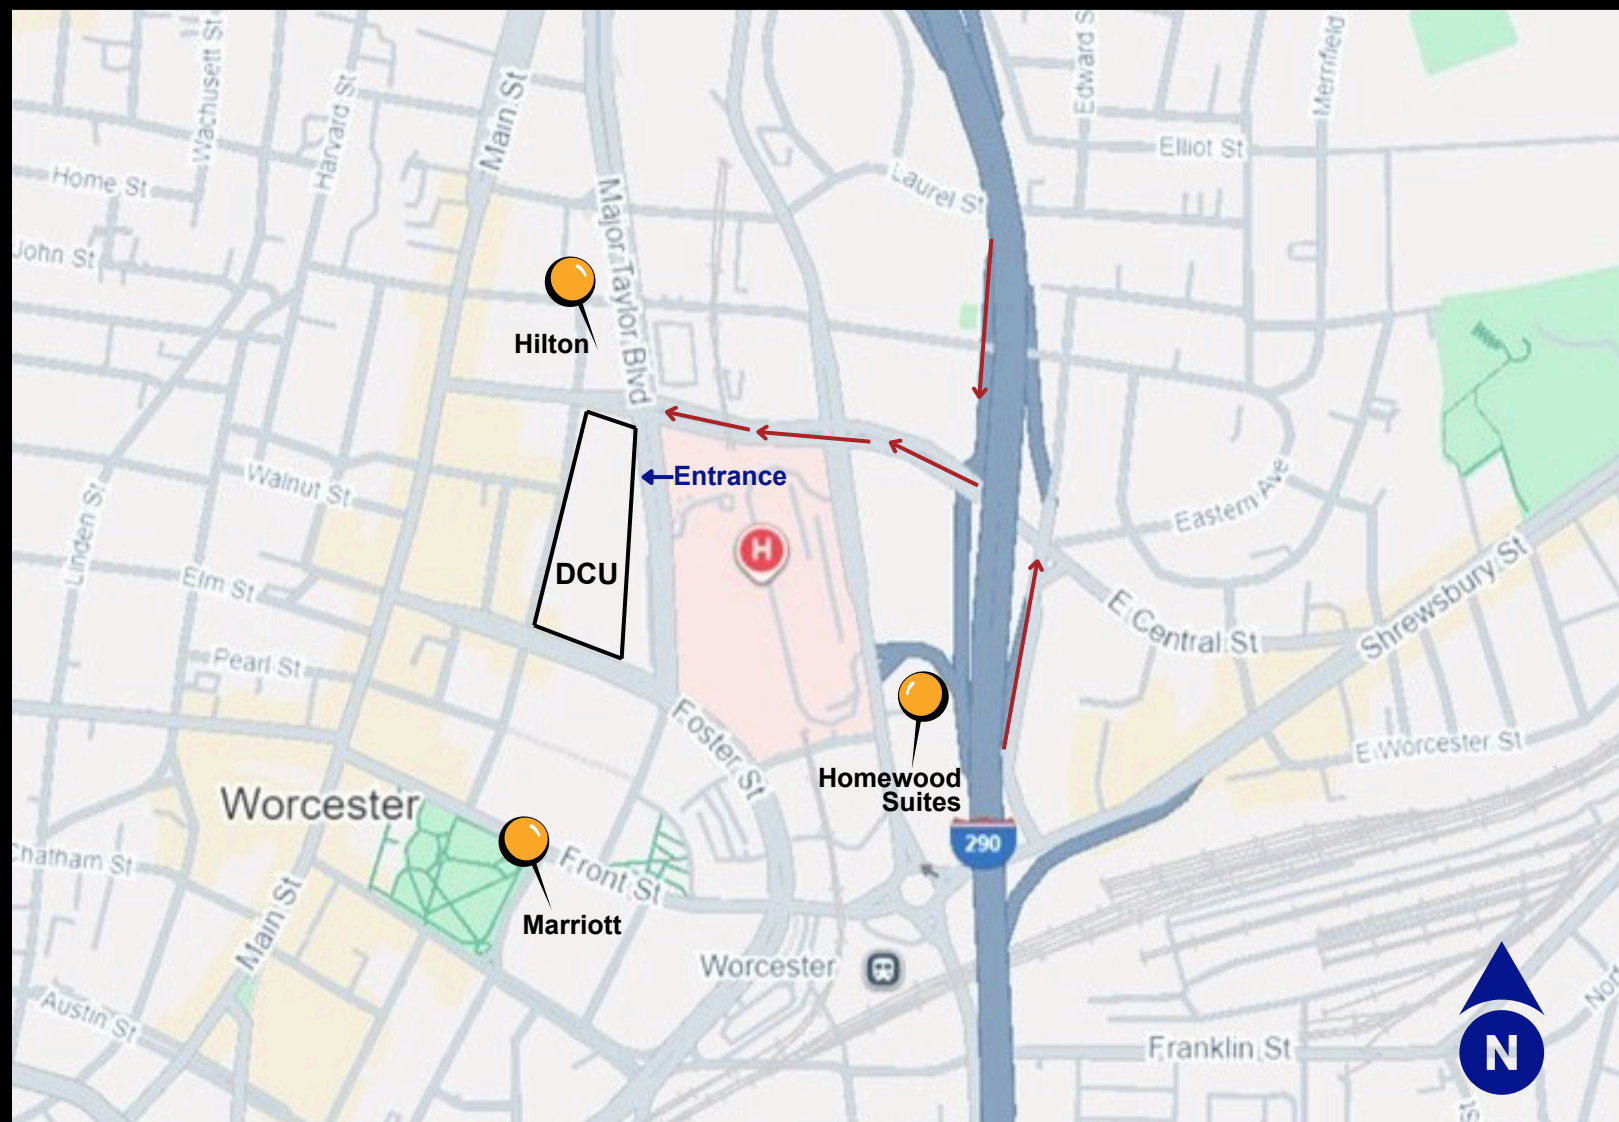 Wachusett St
Harvard St
Main St
Edward S
Merrifield
Elliot St
Home St
Laurel St
Major Taylor Blvd
John St
Hilton
Walnut St
Entrance
H
Linden St
Eastern Ave
DCU
Elm St
E Central St
Shrewsbury St
Pearl St
Foster St
E Worcester St
Homewood
Suites
Worcester
290
Chatham St
Front St
Marriott
Main St
Worcester
Austin St
Franklin St
N
Nor
St